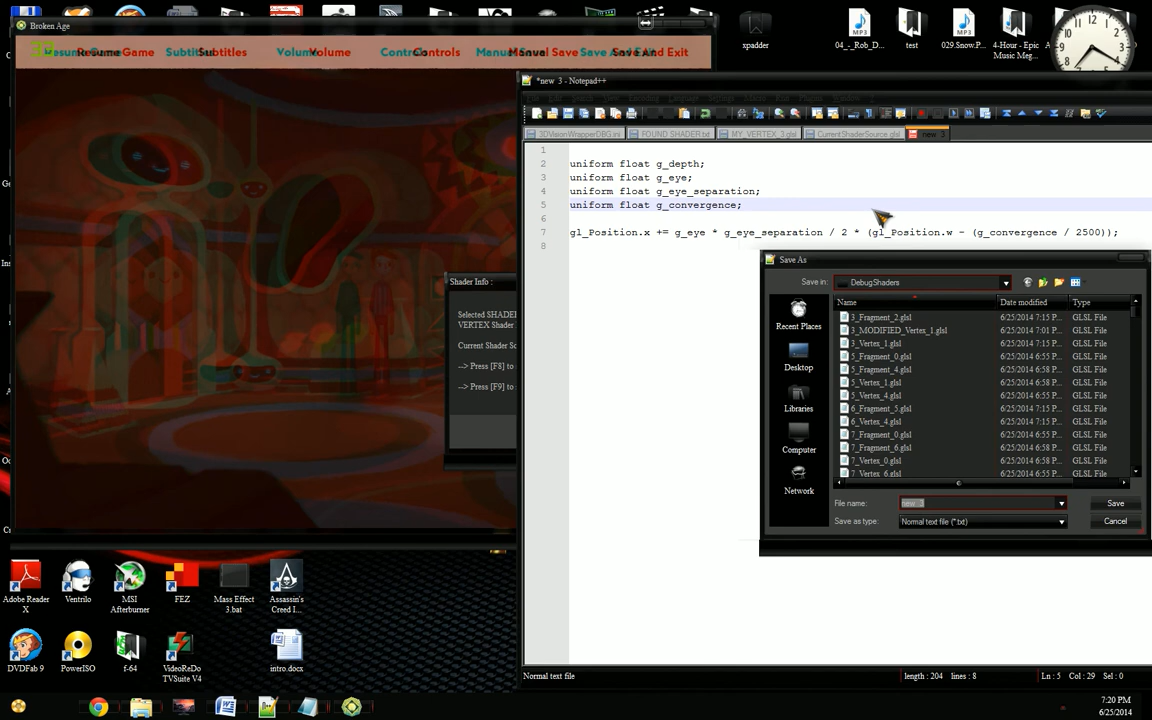 Broken Age
Resume Game
Subtitles
Volume
Controls
Manual Save
Save And Exit
xpadder
04_-_Rob_D...
test
029.Snow.P...
4-Hour - Epic
Music Meg...
*new 3 - Notepad++
3DVisionWrapperDBG.ini
FOUND SHADER.txt
MY_VERTEX_3.glsl
CurrentShaderSource.glsl
new 3
1
2 uniform float g_depth;
3 uniform float g_eye;
4 uniform float g_eye_separation;
5 uniform float g_convergence;
6
7 gl_Position.x += g_eye * g_eye_separation / 2 * (gl_Position.w - (g_convergence / 2500));
8
Shader Info :
Selected SHADE
VERTEX Shader
Current Shader So
--> Press [F8] to
--> Press [F9] to
Save As
Save in: DebugShaders
Recent Places
Desktop
Libraries
Computer
Network
Name Date modified Type
3_Fragment_2.glsl 6/25/2014 7:15 P... GLSL File
3_MODIFIED_Vertex_1.glsl 6/25/2014 7:01 P... GLSL File
3_Vertex_1.glsl 6/25/2014 7:15 P... GLSL File
5_Fragment_0.glsl 6/25/2014 6:55 P... GLSL File
5_Fragment_4.glsl 6/25/2014 6:58 P... GLSL File
5_Vertex_1.glsl 6/25/2014 6:55 P... GLSL File
5_Vertex_4.glsl 6/25/2014 6:58 P... GLSL File
6_Fragment_5.glsl 6/25/2014 7:15 P... GLSL File
6_Vertex_4.glsl 6/25/2014 7:15 P... GLSL File
7_Fragment_0.glsl 6/25/2014 6:55 P... GLSL File
7_Fragment_6.glsl 6/25/2014 6:58 P... GLSL File
7_Vertex_0.glsl 6/25/2014 6:55 P... GLSL File
7_Vertex_6.glsl 6/25/2014 6:58 P... GLSL File
File name: new 3
Save
Save as type: Normal text file (*.txt)
Cancel
Adobe Reader
X
Ventrilo
MSI
Afterburner
FEZ
Mass Effect
3.bat
Assassin's
Creed I...
DVDFab 9
PowerISO
f-64
VideoReDo
TVSuite V4
intro.docx
Normal text file
length : 204 lines : 8
Ln : 5 Col : 29 Sel : 0
7:20 PM
6/25/2014